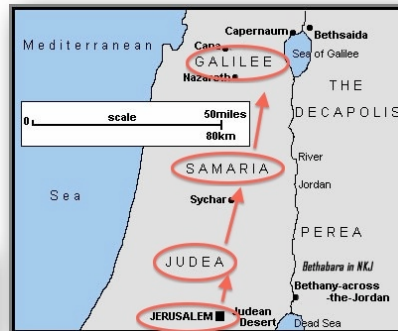 Capernaum
Bethsaida
Mediterranean
Cana
Sea of Galilee
GALILEE
Nazareth
THE
DECAPOLIS
scale
50miles
0
80km
River
Jordan
SAMARIA
Sea
Sychar
PEREA
JUDEA
Bethabara in NKJ
Bethany-across
-the-Jordan
JERUSALEM
Judean
Desert
Dead Sea